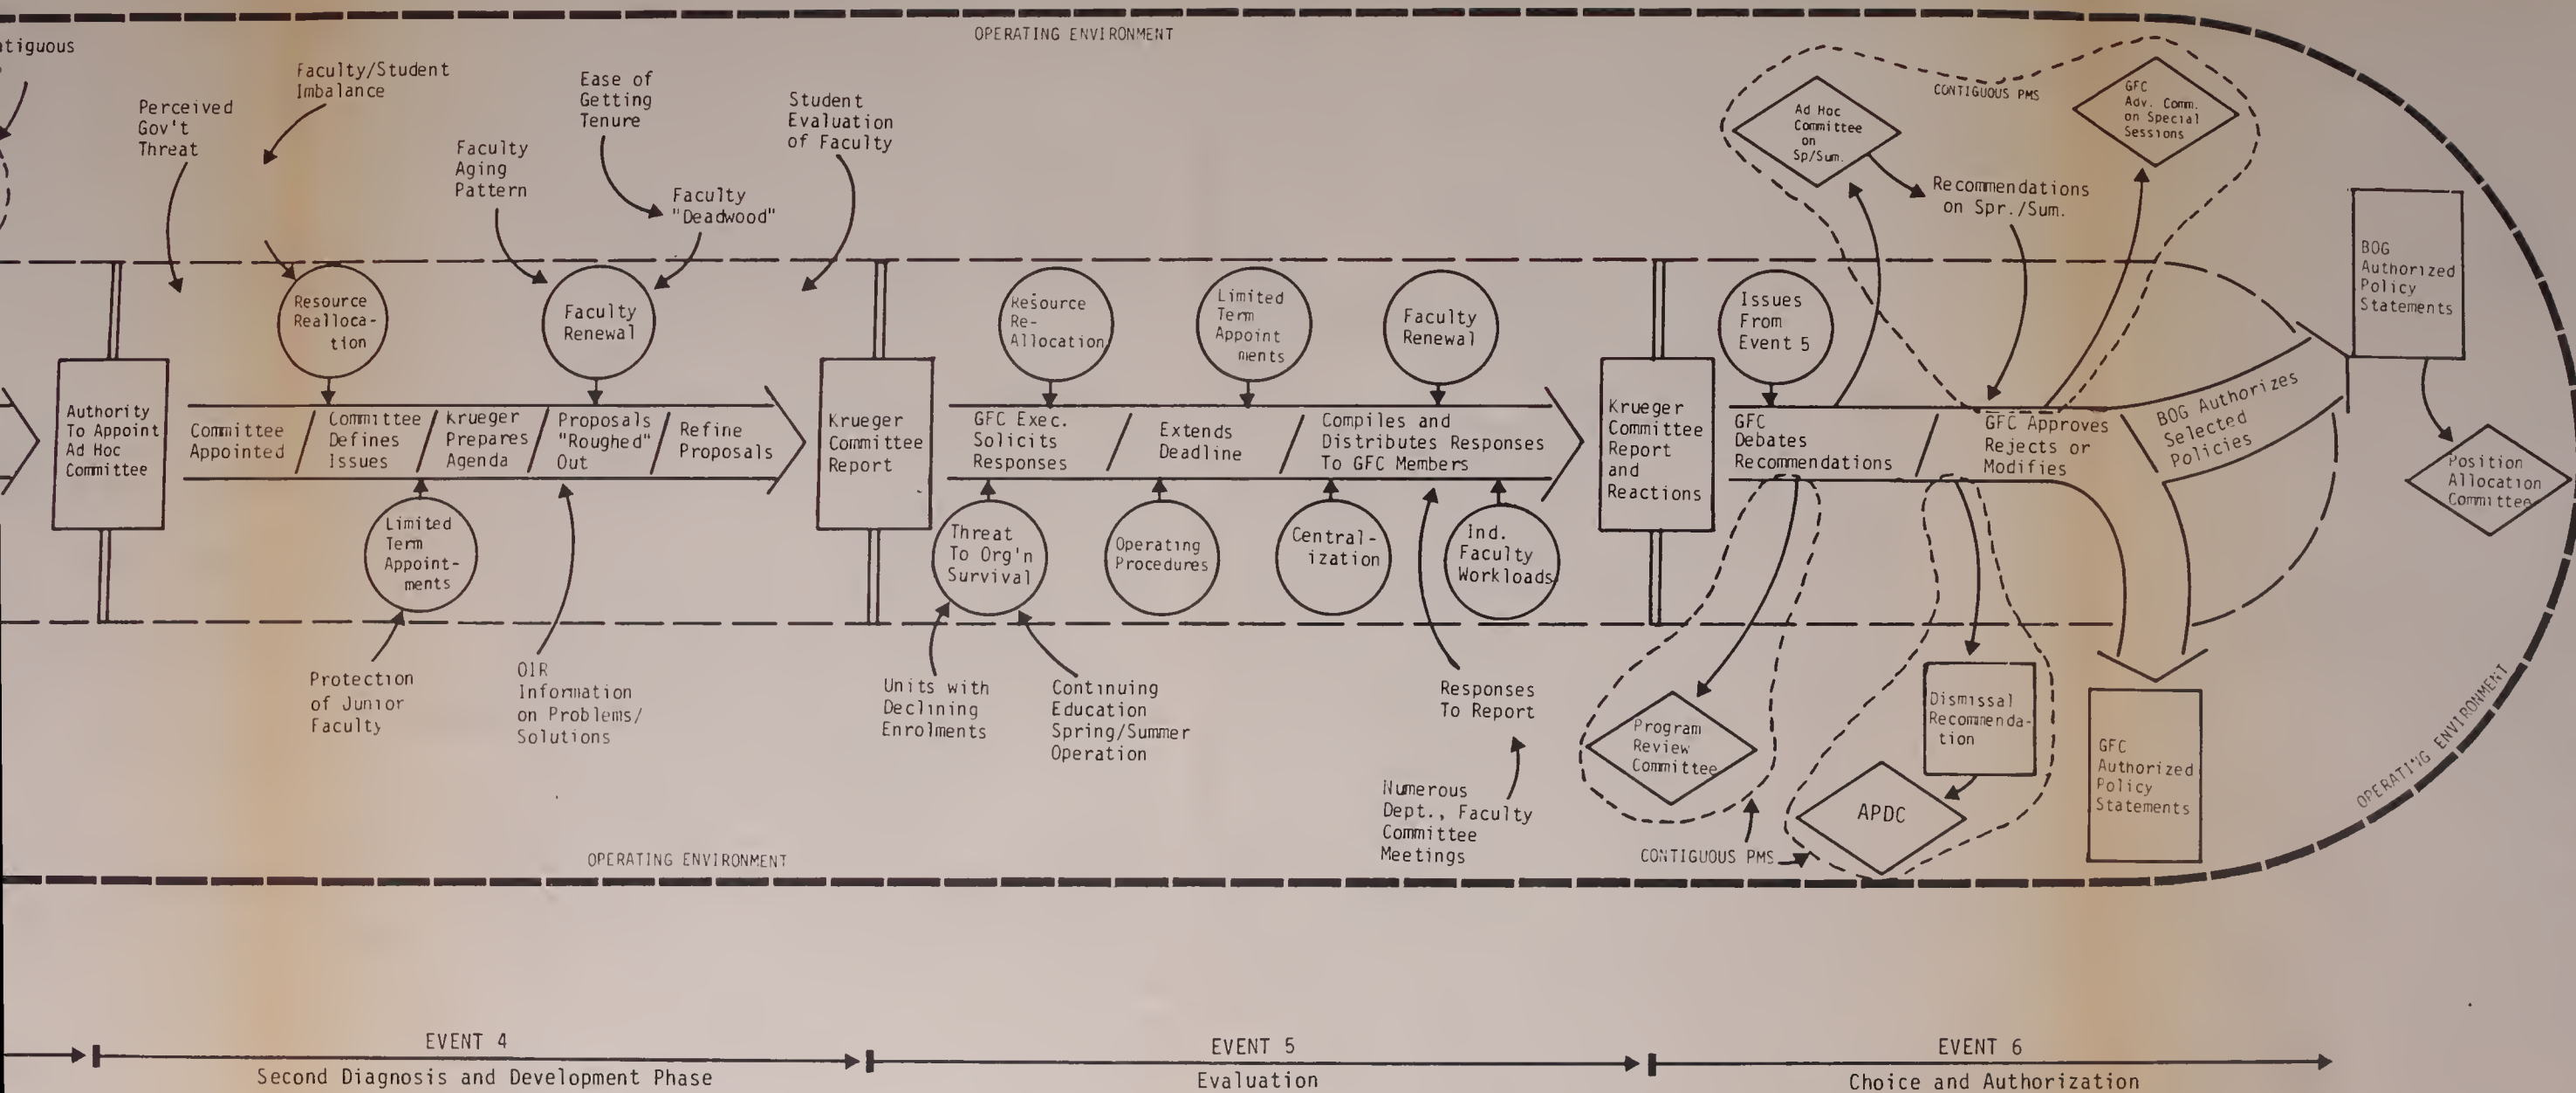 OPERATING ENVIRONMENT
tiguous
Perceived
Gov't
Threat
Faculty/Student
Imbalance
Faculty
Aging
Pattern
Ease of
Getting
Tenure
Faculty
"Deadwood"
Student
Evaluation
of Faculty
Ad Hoc
Committee
on
Sp/Sum.
CONTIGUOUS PMS
GFC
Adv. Comm.
on Special
Sessions
Recommendations
on Spr./Sum.
BOG
Authorized
Policy
Statements
Resource
Realloca-
tion
Faculty
Renewal
Resource
Re-
Allocation
Limited
Term
Appoint
ments
Faculty
Renewal
Issues
From
Event 5
Authority
To Appoint
Ad Hoc
Committee
Committee
Appointed
Committee
Defines
Issues
Krueger
Prepares
Agenda
Proposals
"Roughed"
Out
Refine
Proposals
Krueger
Committee
Report
GFC Exec.
Solicits
Responses
Extends
Deadline
Compiles and
Distributes Responses
To GFC Members
Krueger
Committee
Report
and
Reactions
GFC
Debates
Recommendations
GFC Approves
Rejects or
Modifies
BOG Authorizes
Selected
Policies
Position
Allocation
Committee
Limited
Term
Appoint-
ments
Threat
To Org'n
Survival
Operating
Procedures
Central-
ization
Ind.
Faculty
Workloads
Protection
of Junior
Faculty
OIR
Information
on Problems/
Solutions
Units with
Declining
Enrolments
Continuing
Education
Spring/Summer
Operation
Responses
To Report
Numerous
Dept., Faculty
Committee
Meetings
Program
Review
Committee
Dismissal
Recommenda-
tion
APDC
CONTIGUOUS PMS
GFC
Authorized
Policy
Statements
OPERATING ENVIRONMENT
OPERATING ENVIRONMENT
EVENT 4
Second Diagnosis and Development Phase
EVENT 5
Evaluation
EVENT 6
Choice and Authorization